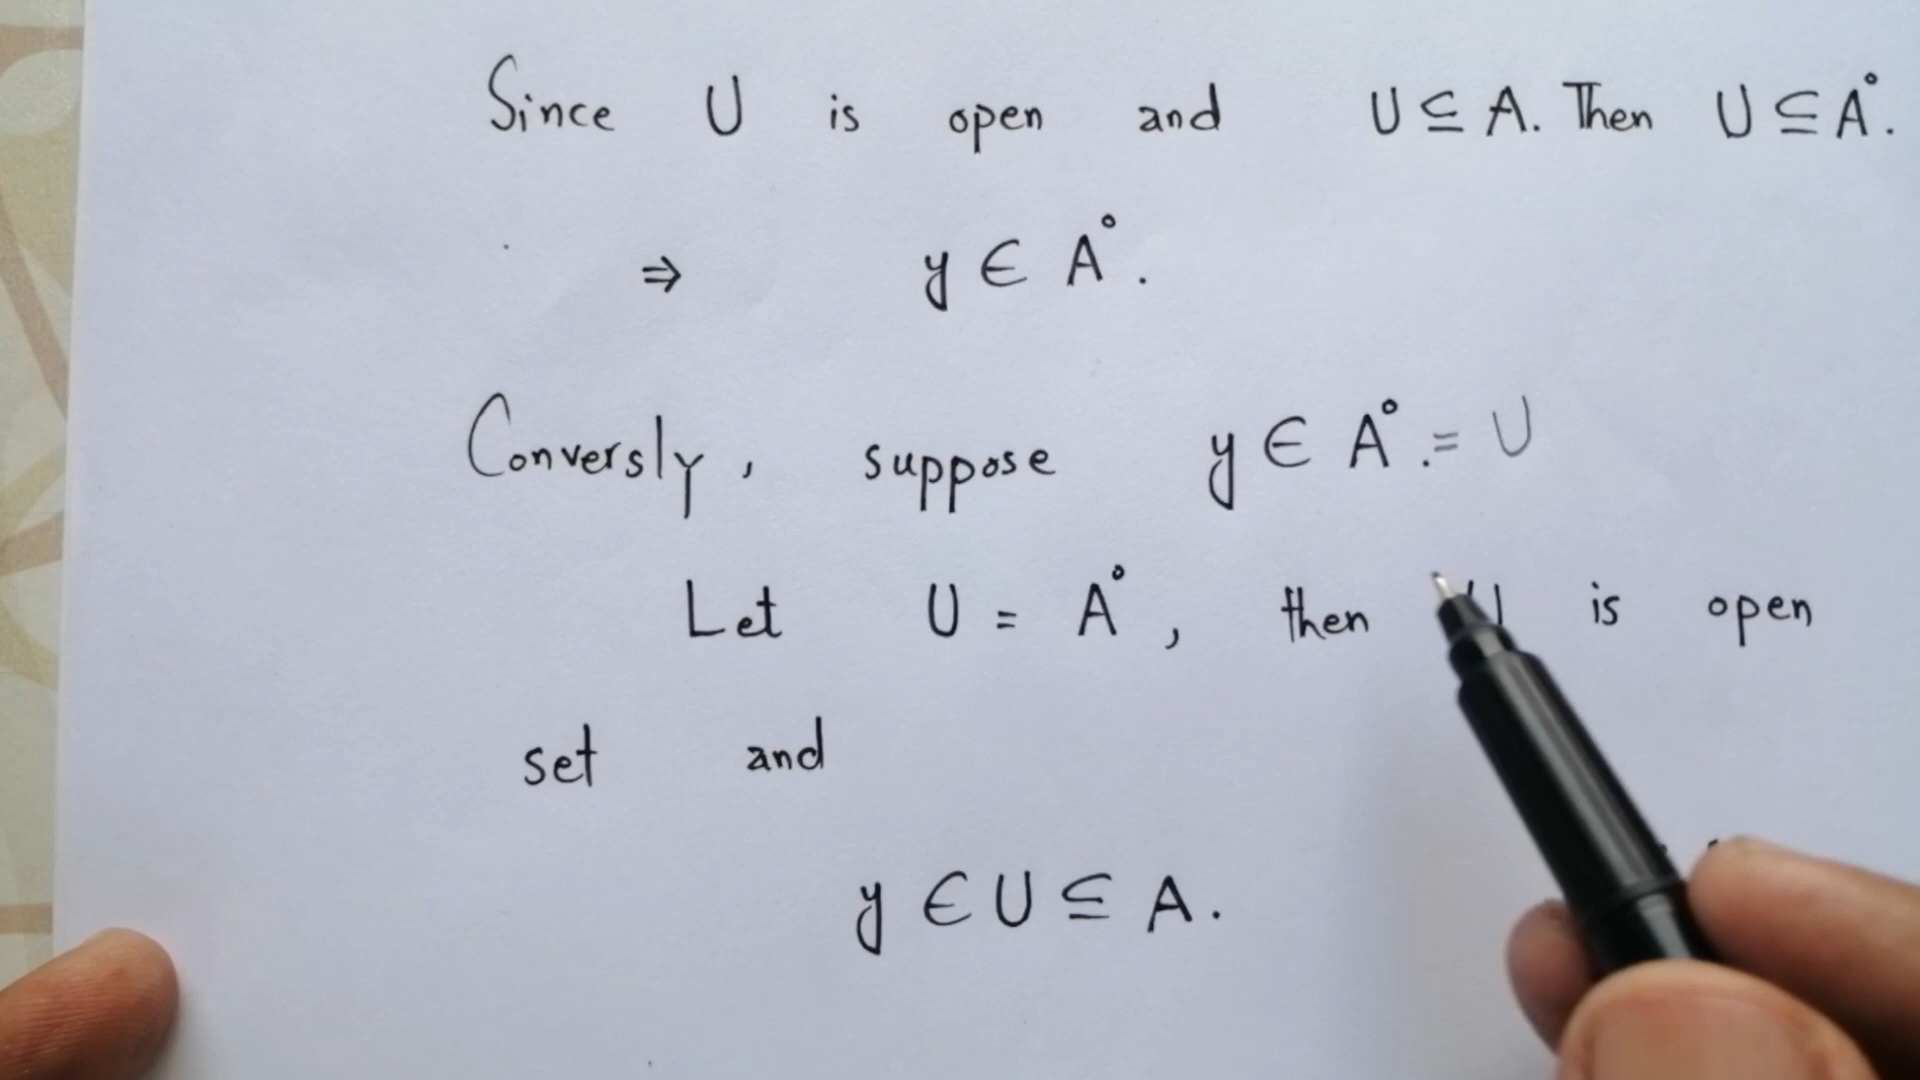 Since U is open and U ⊆ A. Then U ⊆ A°.
⇒ y ∈ A°.
Conversly, suppose y ∈ A°. = U
Let U = A°, then U is open
set and
y ∈ U ⊆ A.